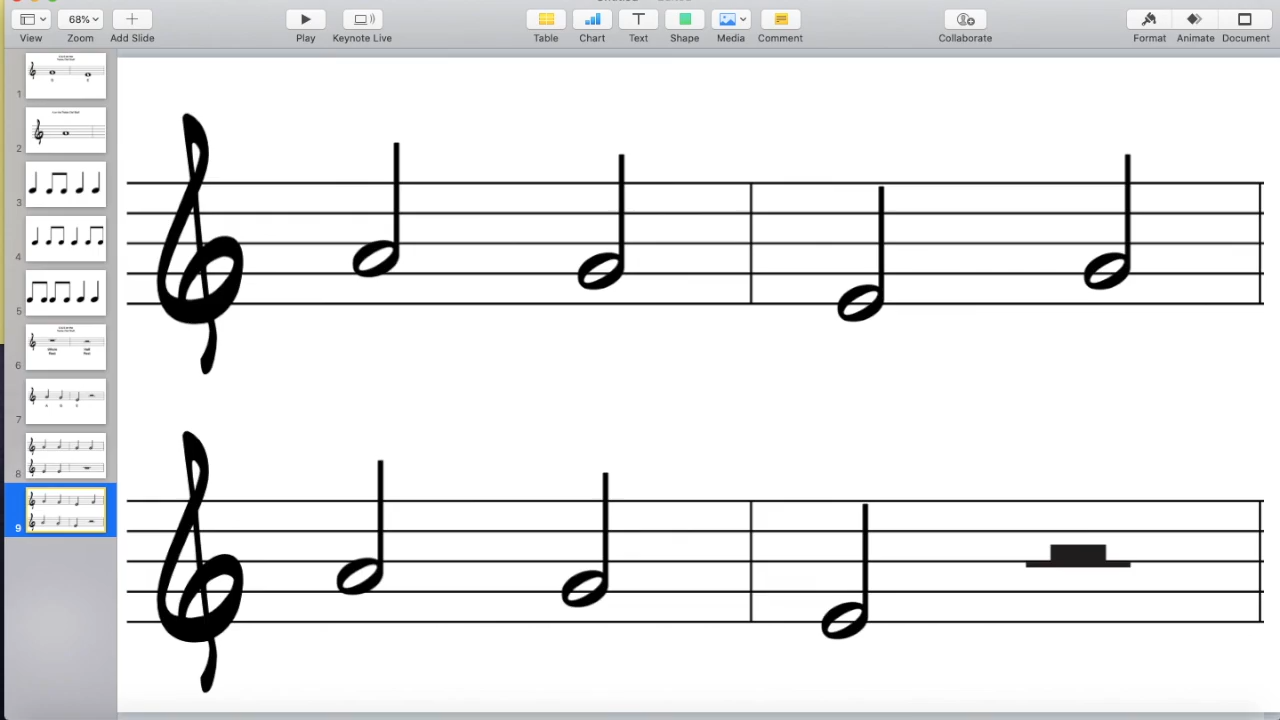 68%
View
Zoom
Add Slide
Play
Keynote Live
Table
Chart
Text
Shape
Media
Comment
Collaborate
Format
Animate
Document
1
2
3
4
5
6
7
8
9